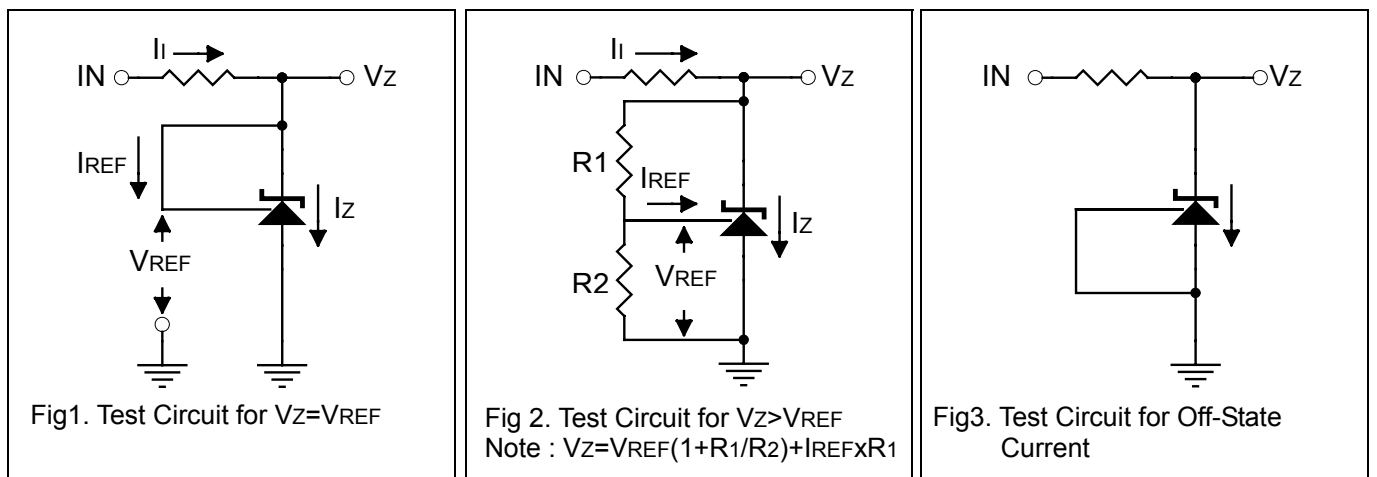 II
IN
VZ
IREF
IZ
VREF
Fig1. Test Circuit for VZ=VREF
II
IN
VZ
R1
IREF
IZ
R2
VREF
Fig 2. Test Circuit for VZ>VREF
Note : VZ=VREF(1+R1/R2)+IREFxR1
IN
VZ
Fig3. Test Circuit for Off-State
Current